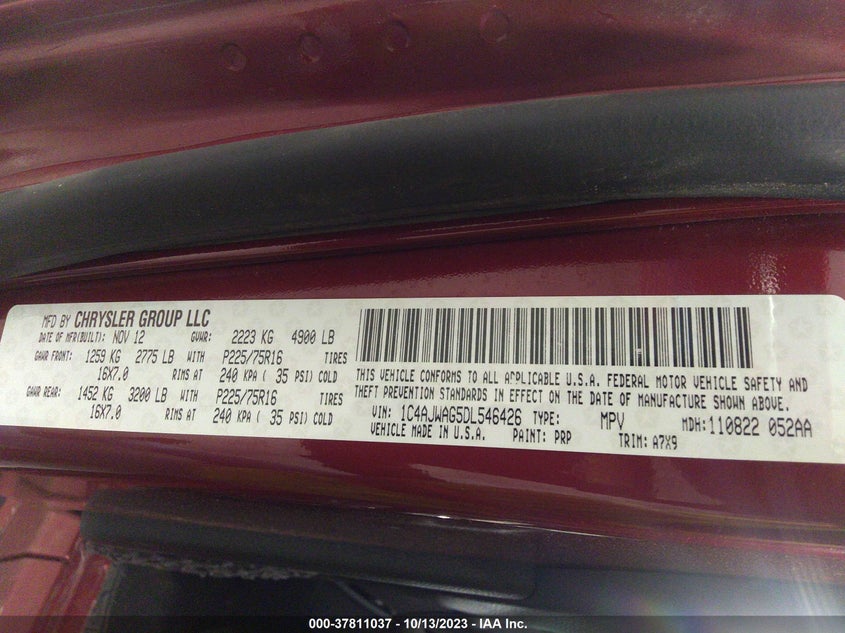 MFD BY CHRYSLER GROUP LLC
DATE OF MFR(BUILT): NOV 12 GVWR: 2223 KG 4900 LB
GAWR FRONT: 1259 KG 2775 LB WITH P225/75R16 TIRES
16X7.0 RIMS AT 240 KPA ( 35 PSI) COLD
GAWR REAR: 1452 KG 3200 LB WITH P225/75R16 TIRES
16X7.0 RIMS AT 240 KPA ( 35 PSI) COLD
THIS VEHICLE CONFORMS TO ALL APPLICABLE U.S.A. FEDERAL MOTOR VEHICLE SAFETY AND
THEFT PREVENTION STANDARDS IN EFFECT ON THE DATE OF MANUFACTURE SHOWN ABOVE.
VIN: 1C4AJWAG5DL546426 TYPE: MPV MDH:110822 052AA
VEHICLE MADE IN U.S.A. PAINT: PRP TRIM: A7X9
000-37811037 - 10/13/2023 - IAA Inc.